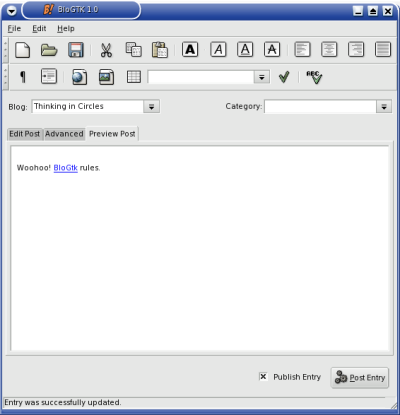 BloGTK 1.0
File Edit Help
A A A A
¶ ABC
Blog: Thinking in Circles Category:
Edit Post Advanced Preview Post
Woohoo! BloGtk rules.
Publish Entry Post Entry
Entry was successfully updated.